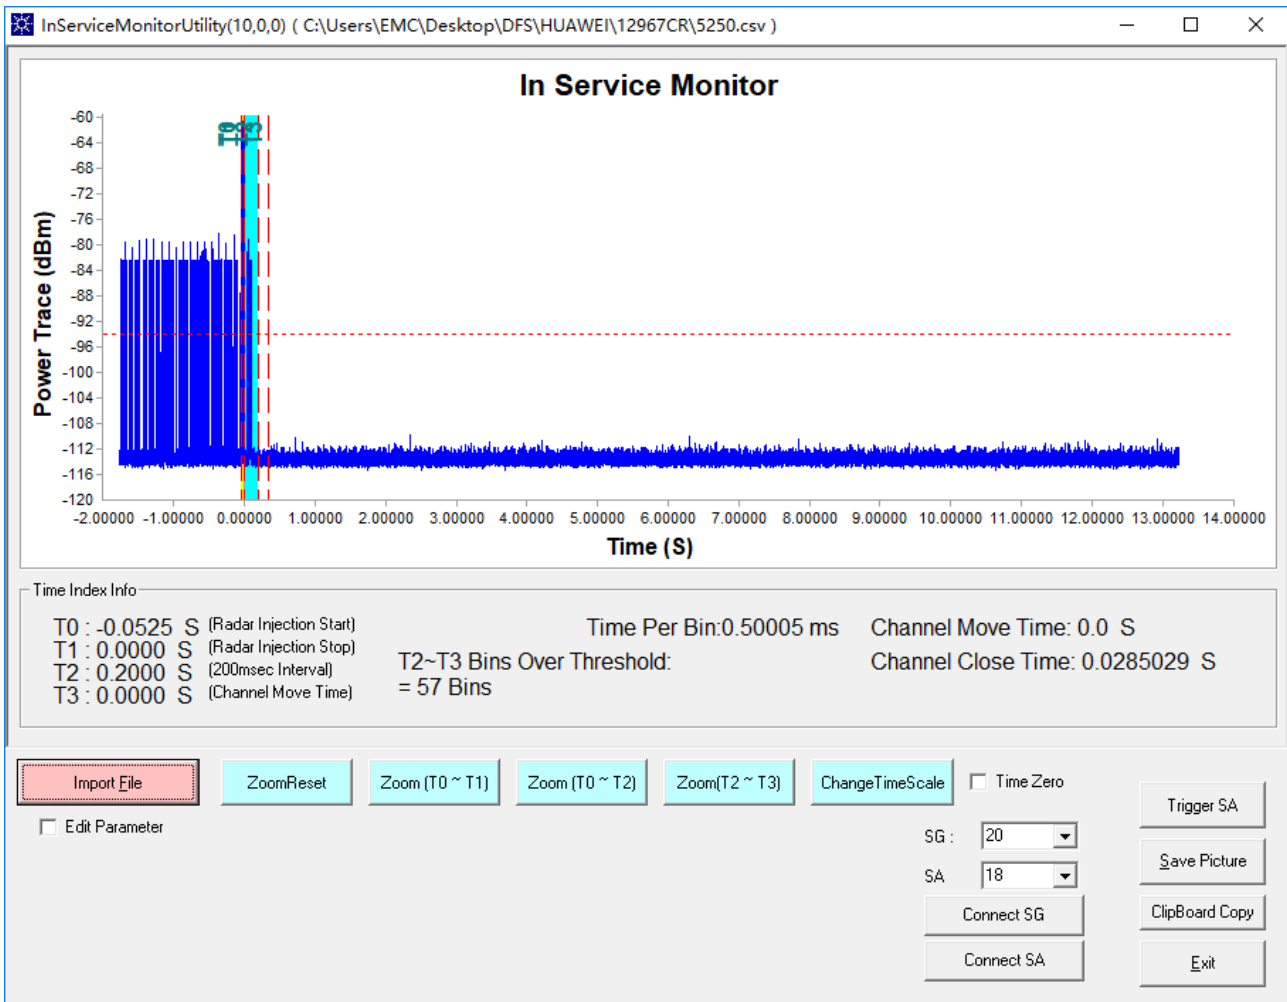 InServiceMonitorUtility(10,0,0) ( C:\Users\EMC\Desktop\DFS\HUAWEI\12967CR\5250.csv )
In Service Monitor
T0 T2 T3
Power Trace (dBm)
-60
-64
-68
-72
-76
-80
-84
-88
-92
-96
-100
-104
-108
-112
-116
-120
-2.00000 -1.00000 0.00000 1.00000 2.00000 3.00000 4.00000 5.00000 6.00000 7.00000 8.00000 9.00000 10.00000 11.00000 12.00000 13.00000 14.00000
Time (S)
Time Index Info
T0 : -0.0525 S (Radar Injection Start)
T1 : 0.0000 S (Radar Injection Stop)
T2 : 0.2000 S (200msec Interval)
T3 : 0.0000 S (Channel Move Time)
Time Per Bin:0.50005 ms
T2~T3 Bins Over Threshold:
= 57 Bins
Channel Move Time: 0.0 S
Channel Close Time: 0.0285029 S
Import File ZoomReset Zoom (T0 ~ T1) Zoom (T0 ~ T2) Zoom(T2 ~ T3) ChangeTimeScale Time Zero
Edit Parameter
SG : 20
SA 18
Connect SG
Connect SA
Trigger SA
Save Picture
ClipBoard Copy
Exit